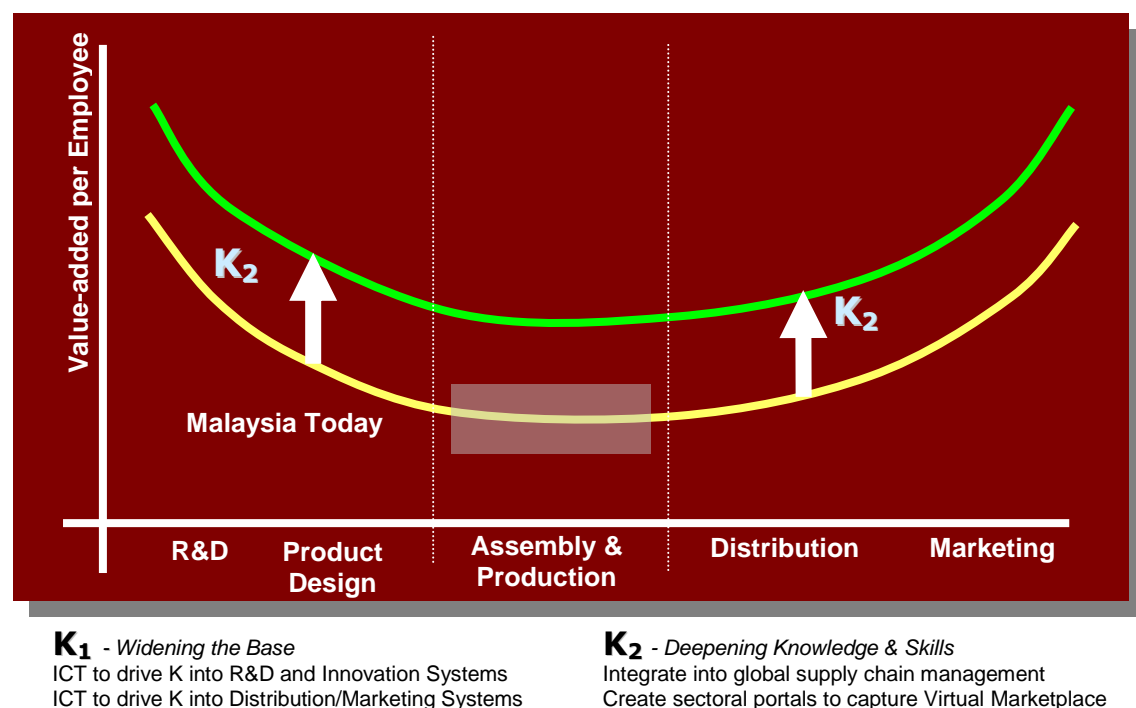 Value-added per Employee
K2
K2
Malaysia Today
R&D
Product
Design
Assembly &
Production
Distribution
Marketing
K1 - Widening the Base
ICT to drive K into R&D and Innovation Systems
ICT to drive K into Distribution/Marketing Systems
K2 - Deepening Knowledge & Skills
Integrate into global supply chain management
Create sectoral portals to capture Virtual Marketplace